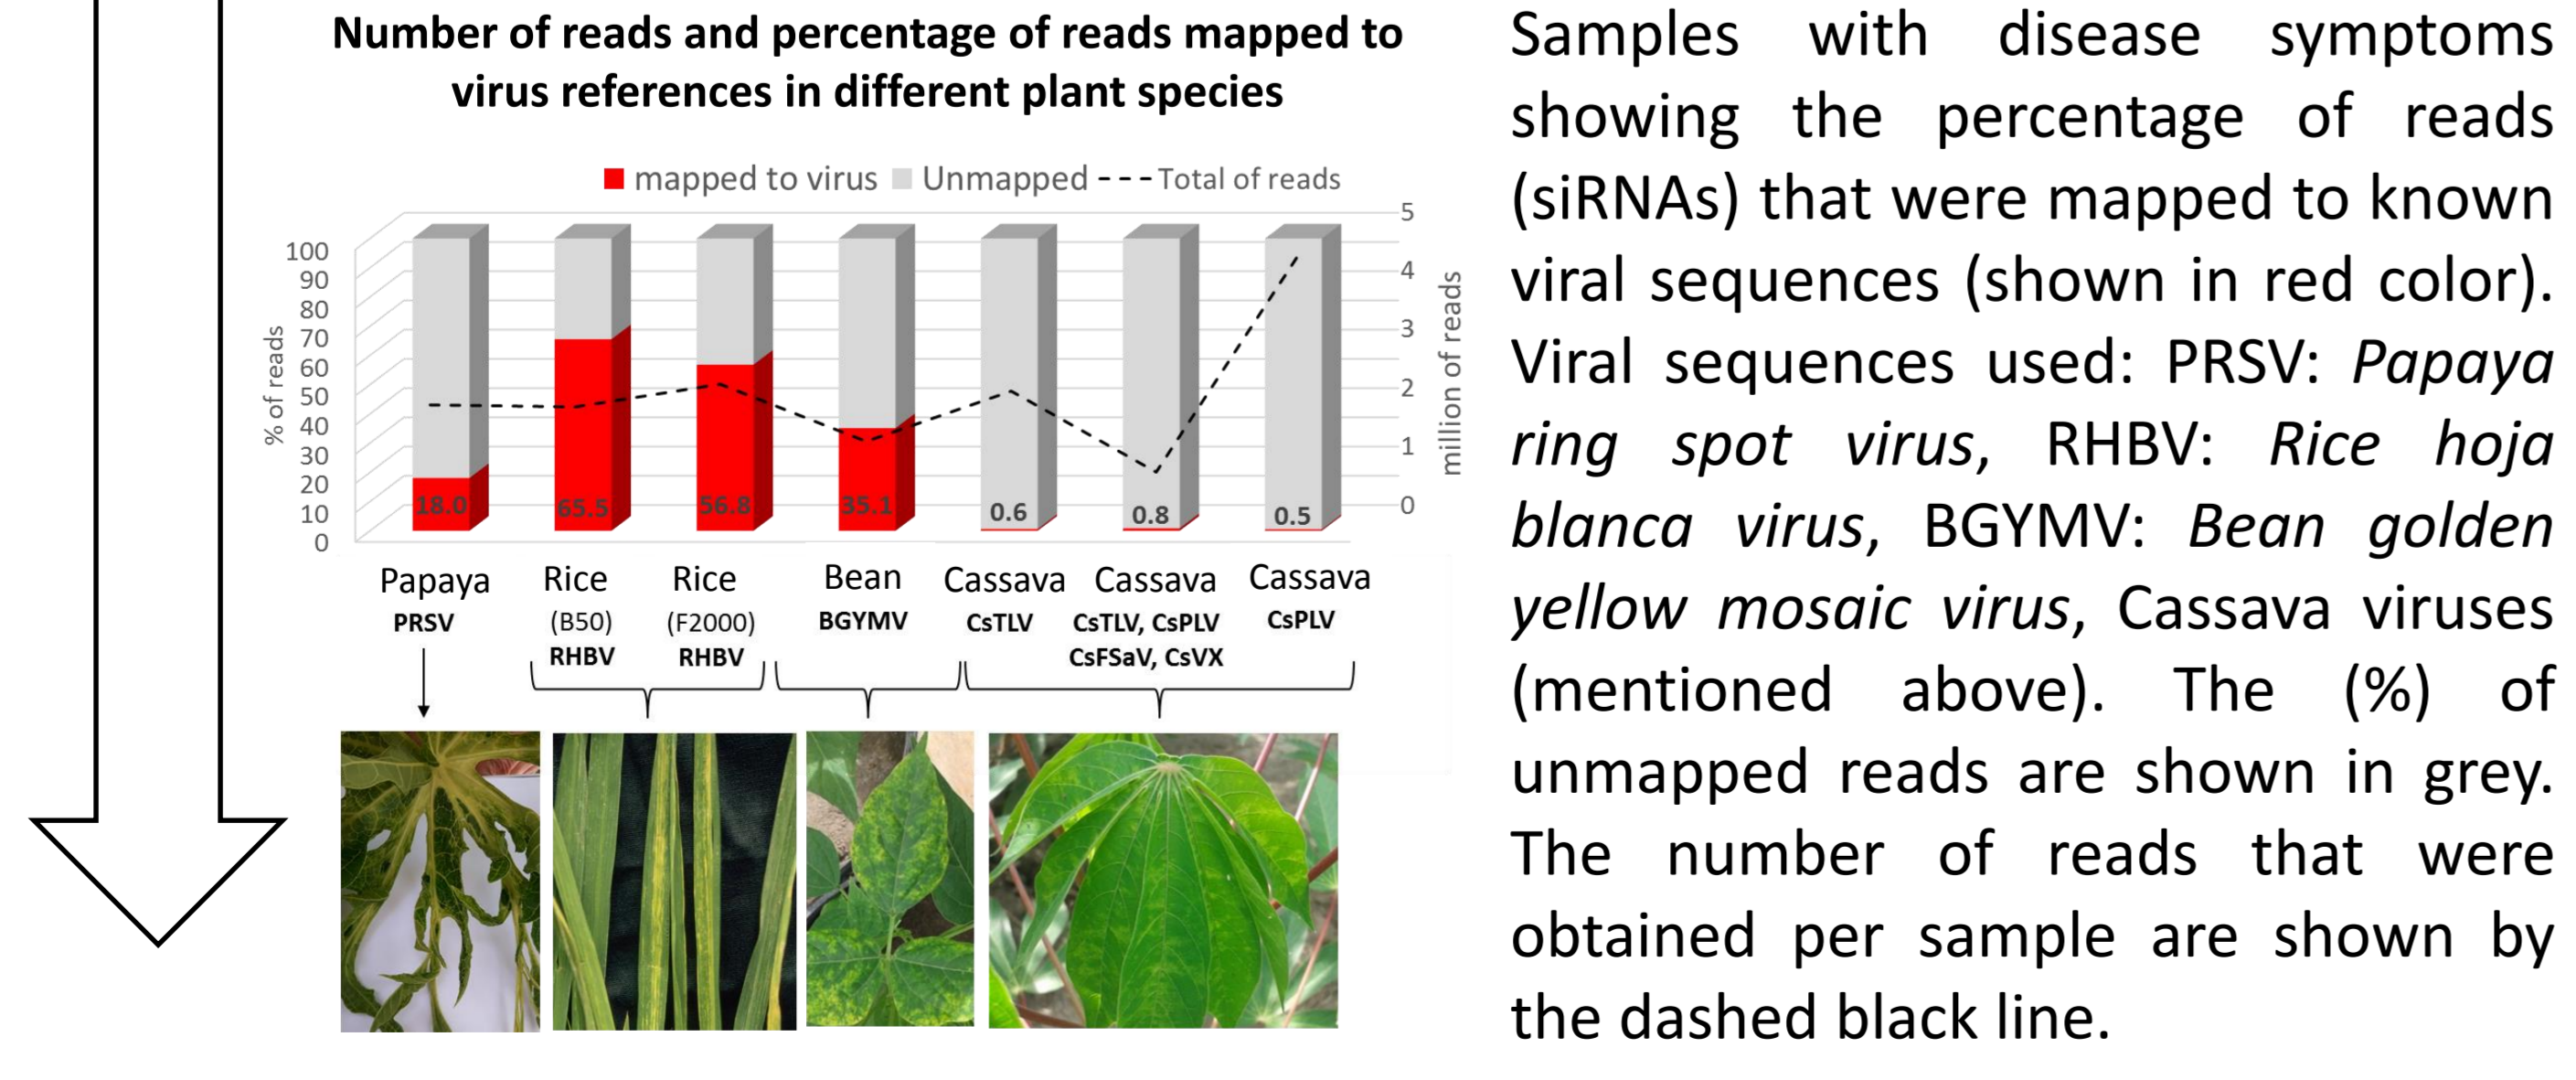 Number of reads and percentage of reads mapped to
virus references in different plant species
mapped to virus Unmapped Total of reads
% of reads
100
90
80
70
60
50
40
30
20
10
0
18.0
65.5
56.8
35.1
0.6
0.8
0.5
5
4
3
2
1
0
million of reads
Papaya
PRSV
Rice
(B50)
RHBV
Rice
(F2000)
RHBV
Bean
BGYMV
Cassava
CsTLV
Cassava
CsTLV, CsPLV
CsFSaV, CsVX
Cassava
CsPLV
Samples with disease symptoms
showing the percentage of reads
(siRNAs) that were mapped to known
viral sequences (shown in red color).
Viral sequences used: PRSV: Papaya
ring spot virus, RHBV: Rice hoja
blanca virus, BGYMV: Bean golden
yellow mosaic virus, Cassava viruses
(mentioned above). The (%) of
unmapped reads are shown in grey.
The number of reads that were
obtained per sample are shown by
the dashed black line.